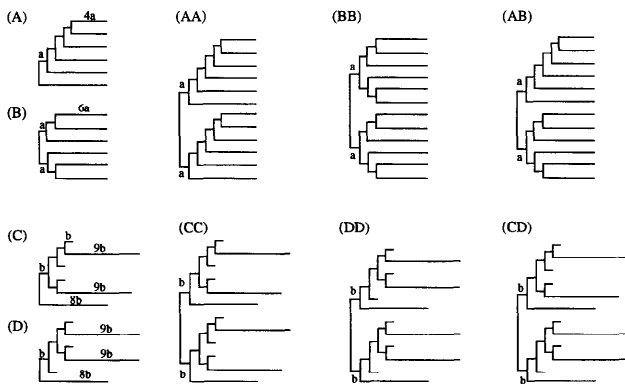 (A) 4a (AA) (BB) (AB)
a
a a
a
(B) 6a
a
a a a a
(C) b 9b (CC) (DD) (CD)
b
b b b
9b
8b
(D) 9b
b 9b
8b
b b b